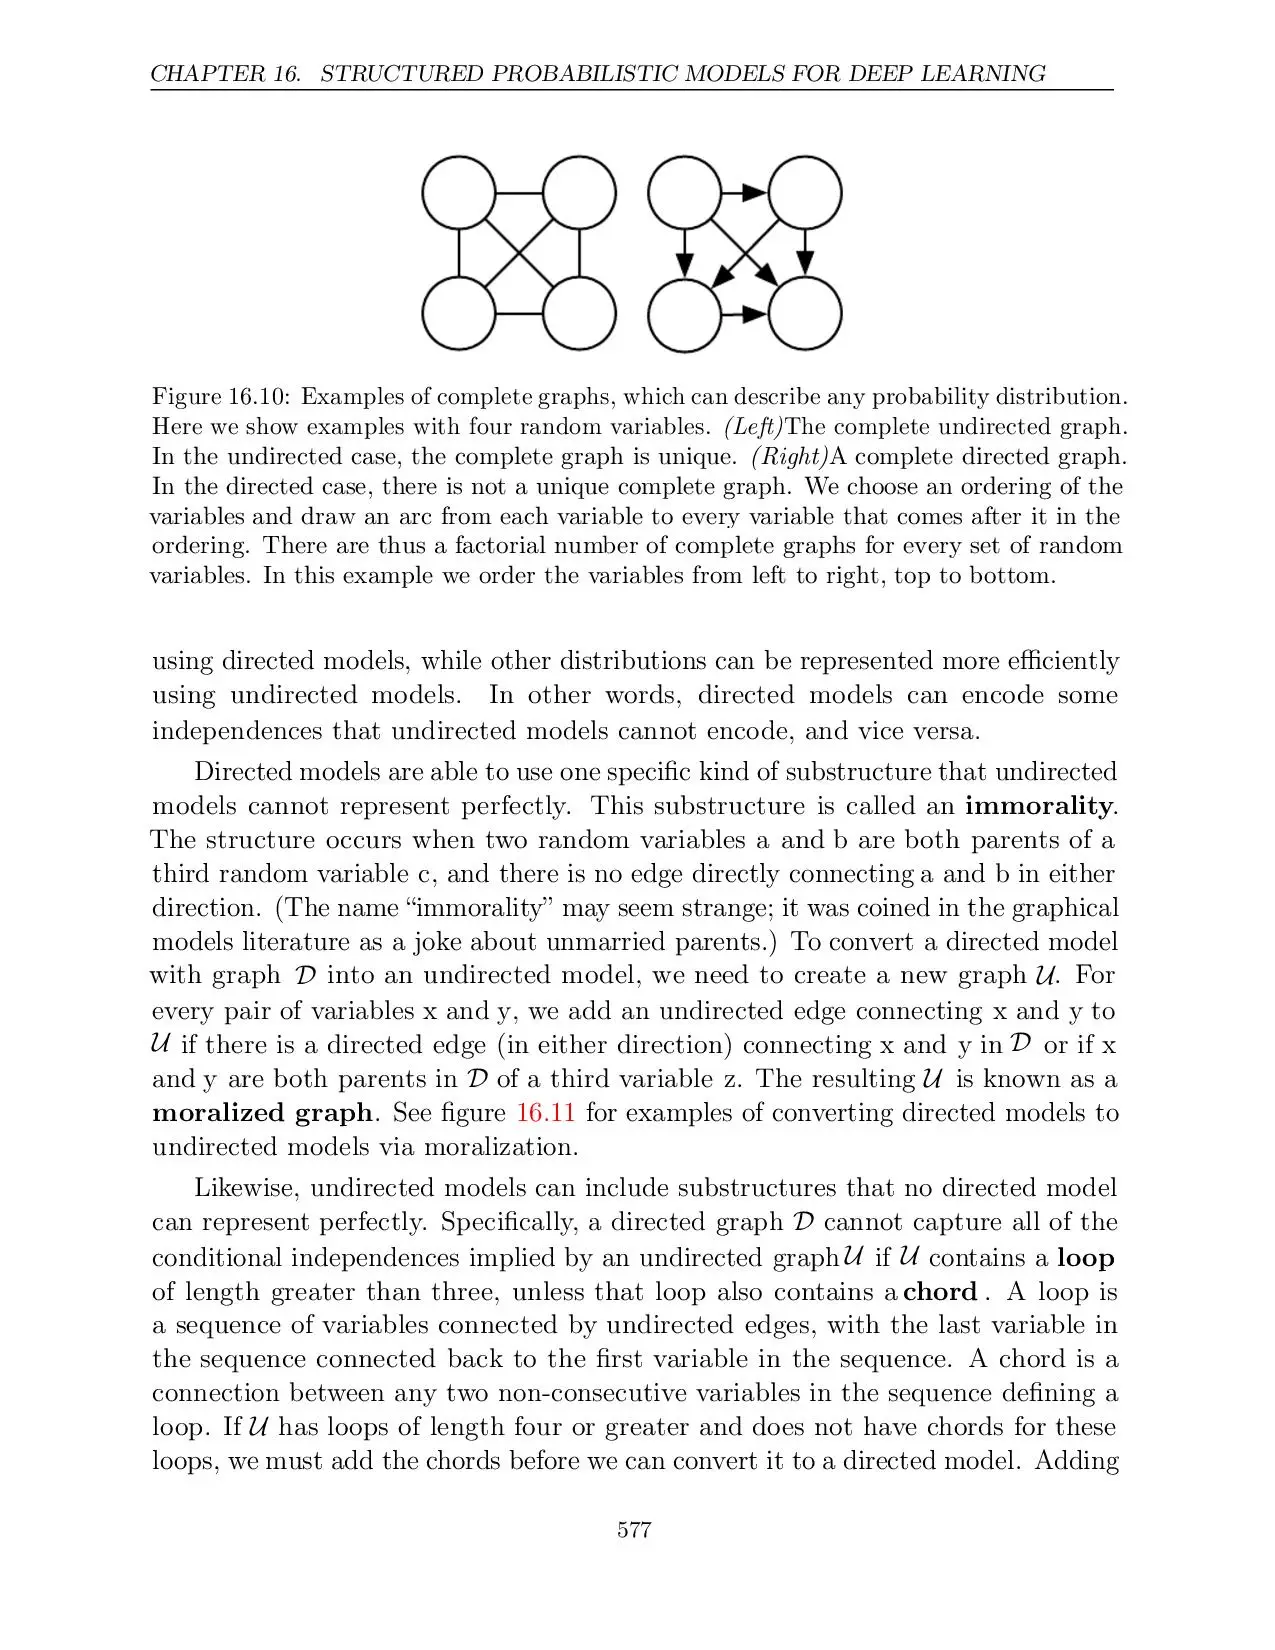 CHAPTER 16. STRUCTURED PROBABILISTIC MODELS FOR DEEP LEARNING
Figure 16.10: Examples of complete graphs, which can describe any probability distribution.
Here we show examples with four random variables. (Left)The complete undirected graph.
In the undirected case, the complete graph is unique. (Right)A complete directed graph.
In the directed case, there is not a unique complete graph. We choose an ordering of the
variables and draw an arc from each variable to every variable that comes after it in the
ordering. There are thus a factorial number of complete graphs for every set of random
variables. In this example we order the variables from left to right, top to bottom.
using directed models, while other distributions can be represented more efficiently
using undirected models. In other words, directed models can encode some
independences that undirected models cannot encode, and vice versa.
Directed models are able to use one specific kind of substructure that undirected
models cannot represent perfectly. This substructure is called an immorality.
The structure occurs when two random variables a and b are both parents of a
third random variable c, and there is no edge directly connecting a and b in either
direction. (The name “immorality” may seem strange; it was coined in the graphical
models literature as a joke about unmarried parents.) To convert a directed model
with graph 𝒟 into an undirected model, we need to create a new graph 𝒰. For
every pair of variables x and y, we add an undirected edge connecting x and y to
𝒰 if there is a directed edge (in either direction) connecting x and y in 𝒟 or if x
and y are both parents in 𝒟 of a third variable z. The resulting 𝒰 is known as a
moralized graph. See figure 16.11 for examples of converting directed models to
undirected models via moralization.
Likewise, undirected models can include substructures that no directed model
can represent perfectly. Specifically, a directed graph 𝒟 cannot capture all of the
conditional independences implied by an undirected graph 𝒰 if 𝒰 contains a loop
of length greater than three, unless that loop also contains a chord . A loop is
a sequence of variables connected by undirected edges, with the last variable in
the sequence connected back to the first variable in the sequence. A chord is a
connection between any two non-consecutive variables in the sequence defining a
loop. If 𝒰 has loops of length four or greater and does not have chords for these
loops, we must add the chords before we can convert it to a directed model. Adding
577